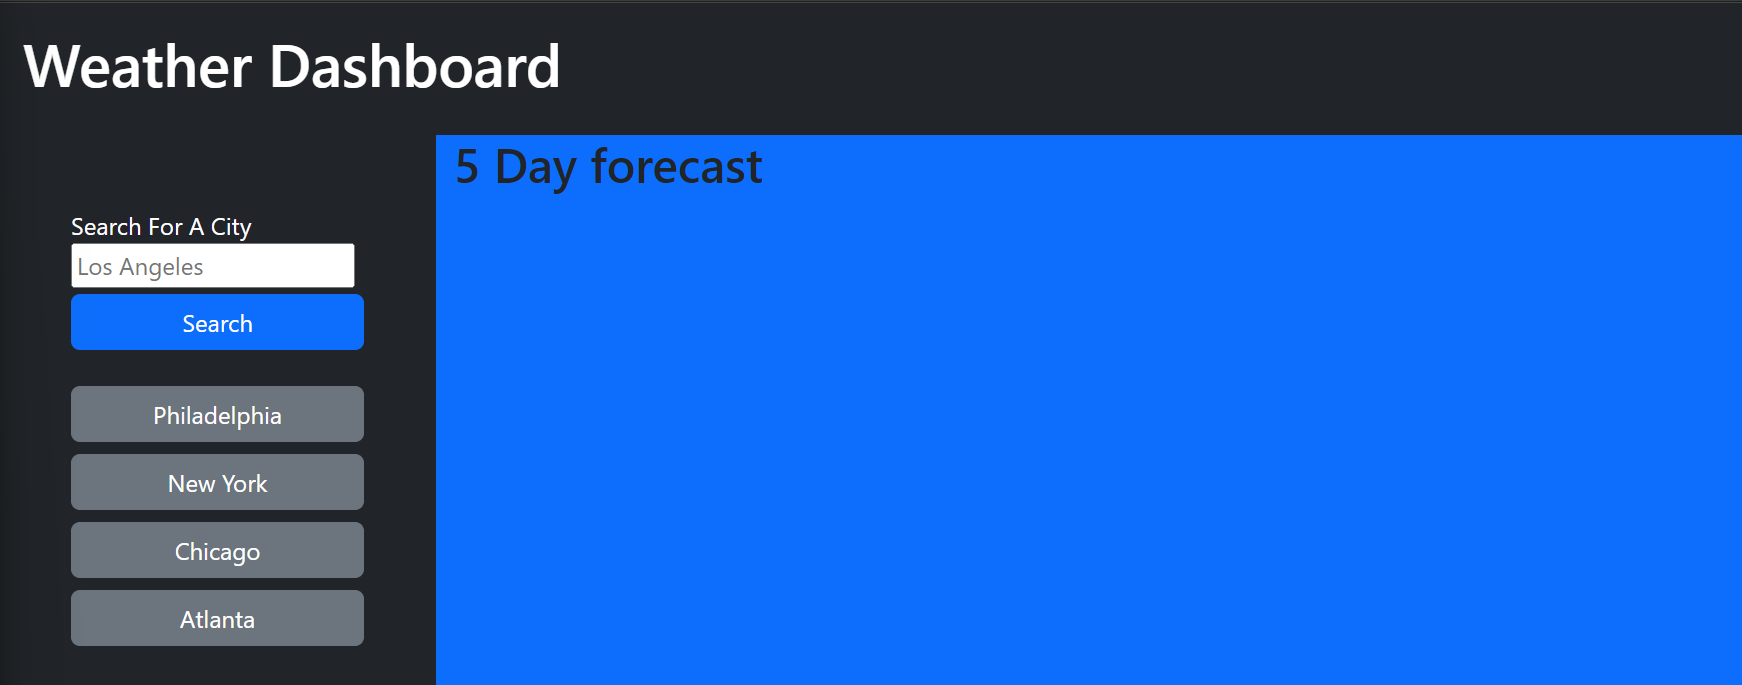 Weather Dashboard
5 Day forecast
Search For A City
Los Angeles
Search
Philadelphia
New York
Chicago
Atlanta